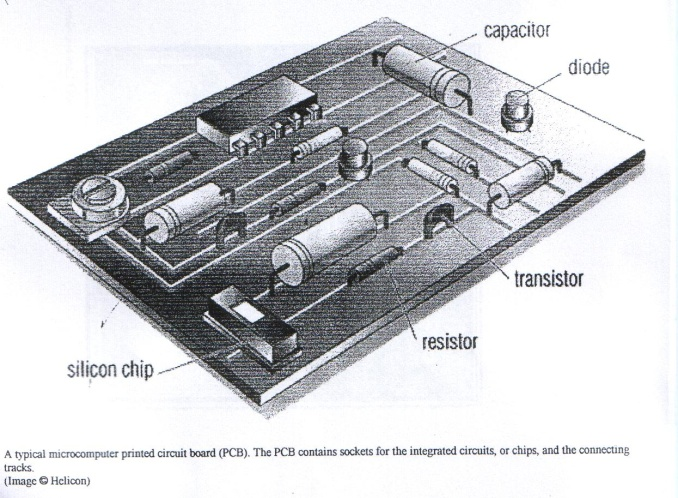 capacitor
diode
transistor
resistor
silicon chip
A typical microcomputer printed circuit board (PCB). The PCB contains sockets for the integrated circuits, or chips, and the connecting
tracks.
(Image © Helicon)